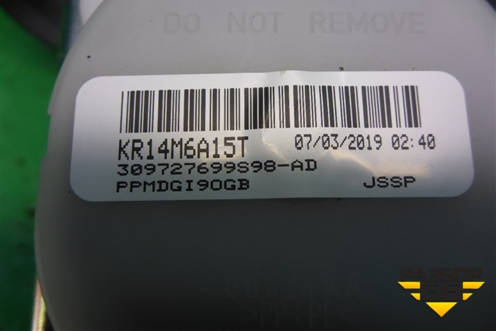 DO NOT REMOVE
KR14M6A15T 07/03/2019 02:40
309727699S98-AD
PPMDGI90GB JSSP